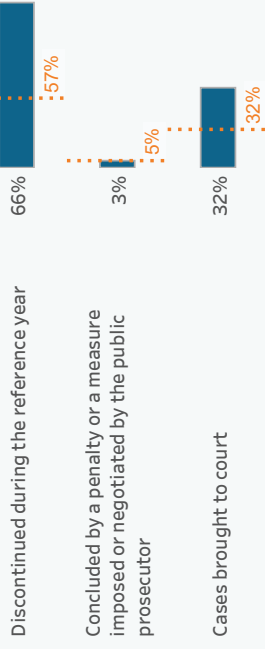 Discontinued during the reference year
66%
57%
Concluded by a penalty or a measure
imposed or negotiated by the public
prosecutor
3%
5%
Cases brought to court
32%
32%